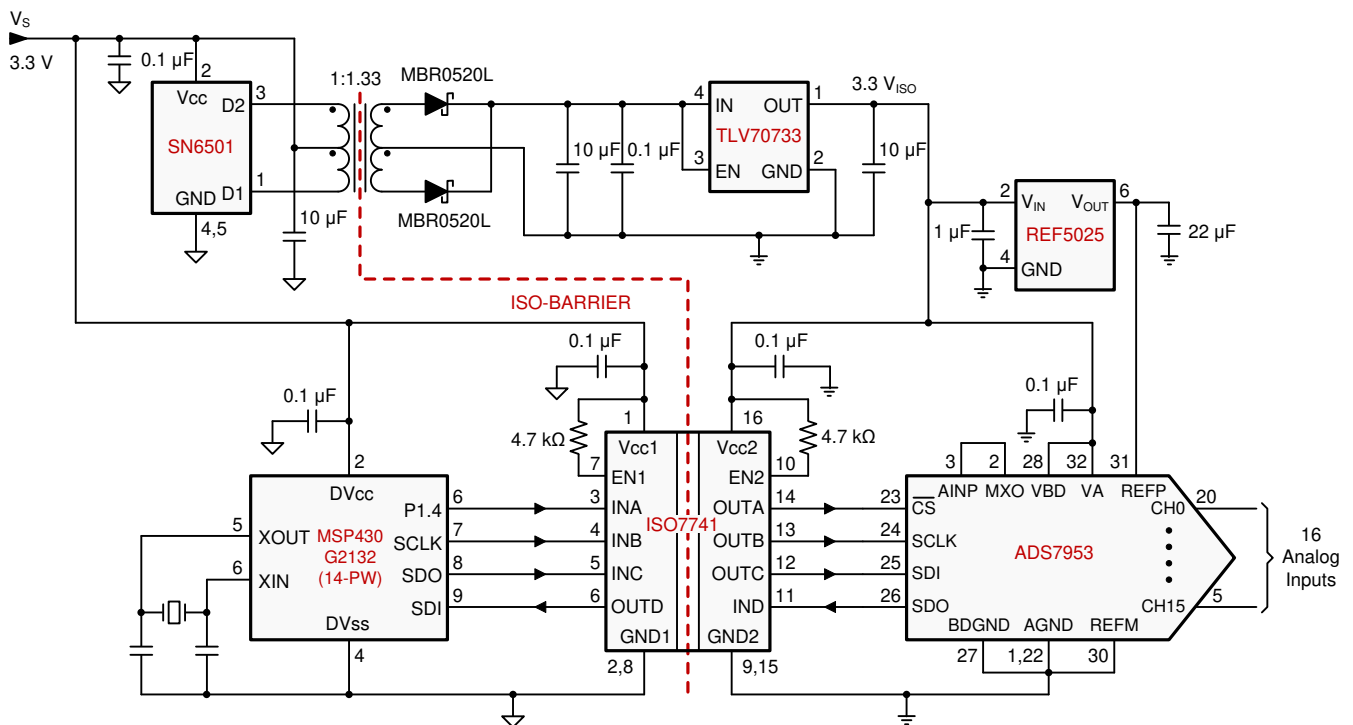 VS
3.3 V
0.1 µF
2
Vcc
D2
3
SN6501
D1
1
GND
4,5
10 µF
1:1.33
MBR0520L
MBR0520L
10 µF
0.1 µF
4
IN
OUT
1
TLV70733
3
EN
GND
2
3.3 VISO
10 µF
2
VIN
VOUT
6
REF5025
1 µF
4
GND
22 µF
ISO-BARRIER
0.1 µF
0.1 µF
0.1 µF
0.1 µF
4.7 kΩ
1
16
4.7 kΩ
2
DVcc
5
XOUT
6
XIN
MSP430
G2132
(14-PW)
P1.4
6
SCLK
7
SDO
8
SDI
9
DVss
4
Vcc1
7
EN1
3
INA
4
INB
5
INC
6
OUTD
GND1
2,8
ISO7741
Vcc2
EN2
10
OUTA
14
OUTB
13
OUTC
12
IND
11
GND2
9,15
3
2
28
32
31
AINP
MXO
VBD
VA
REFP
23
CS
24
SCLK
25
SDI
26
SDO
ADS7953
CH0
20
CH15
5
BDGND
AGND
REFM
27
1,22
30
16
Analog
Inputs